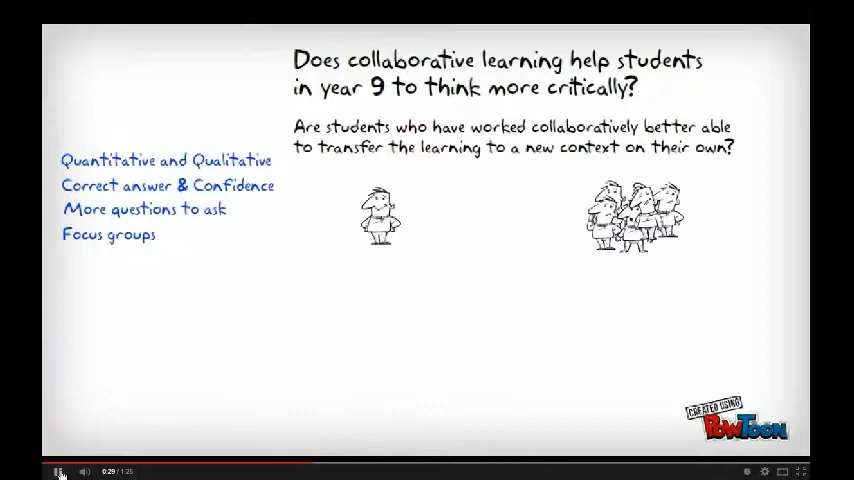 Does collaborative learning help students
in year 9 to think more critically?
Are students who have worked collaboratively better able
to transfer the learning to a new context on their own?
Quantitative and Qualitative
Correct answer & Confidence
More questions to ask
Focus groups
CREATED USING
POWTOON
0:29 / 1:25